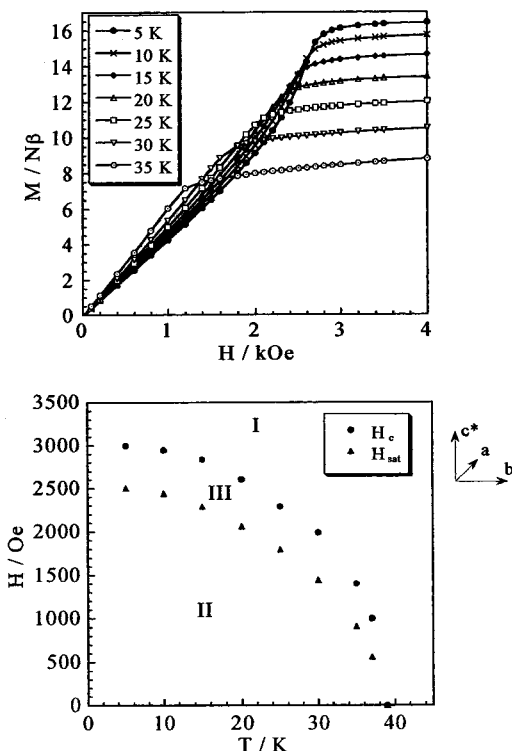 16
14
12
10
8
6
4
2
0
M / Nβ
5 K
10 K
15 K
20 K
25 K
30 K
35 K
0 1 2 3 4
H / kOe
3500
3000
2500
2000
1500
1000
500
0
H / Oe
I
III
II
H c
H sat
0 10 20 30 40
T / K
c*
a
b